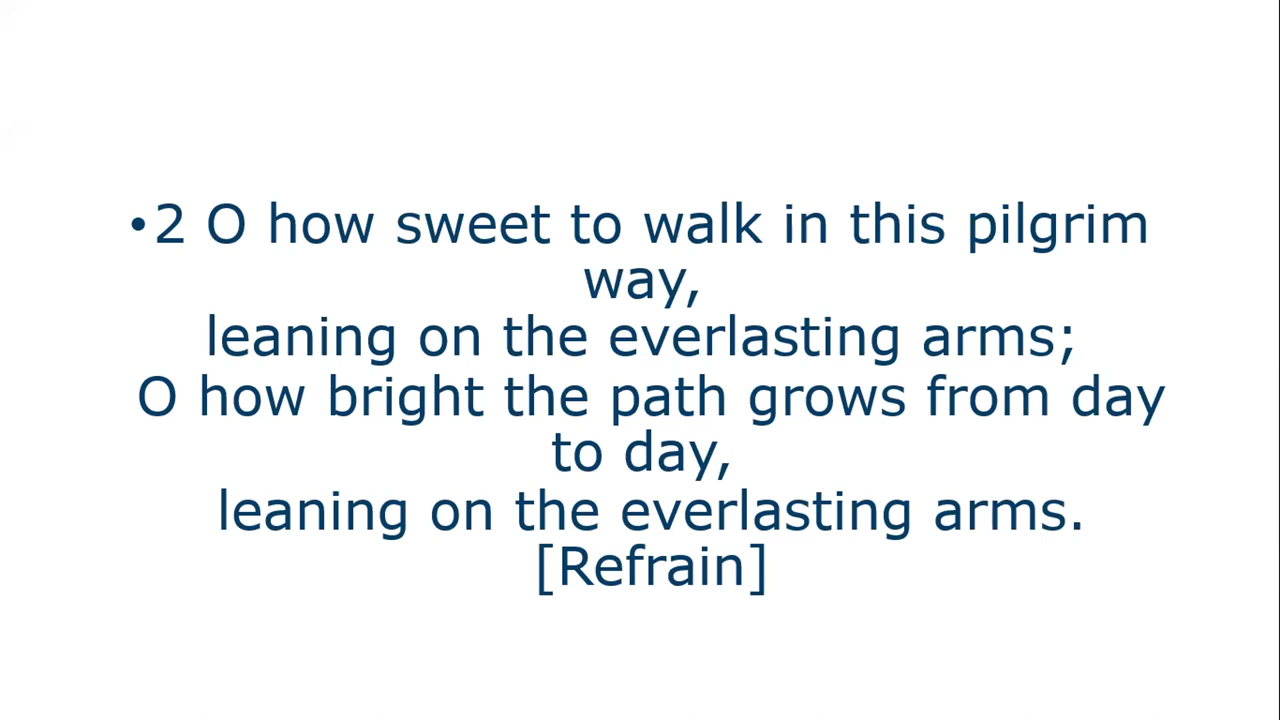 •2 O how sweet to walk in this pilgrim
way,
leaning on the everlasting arms;
O how bright the path grows from day
to day,
leaning on the everlasting arms.
[Refrain]